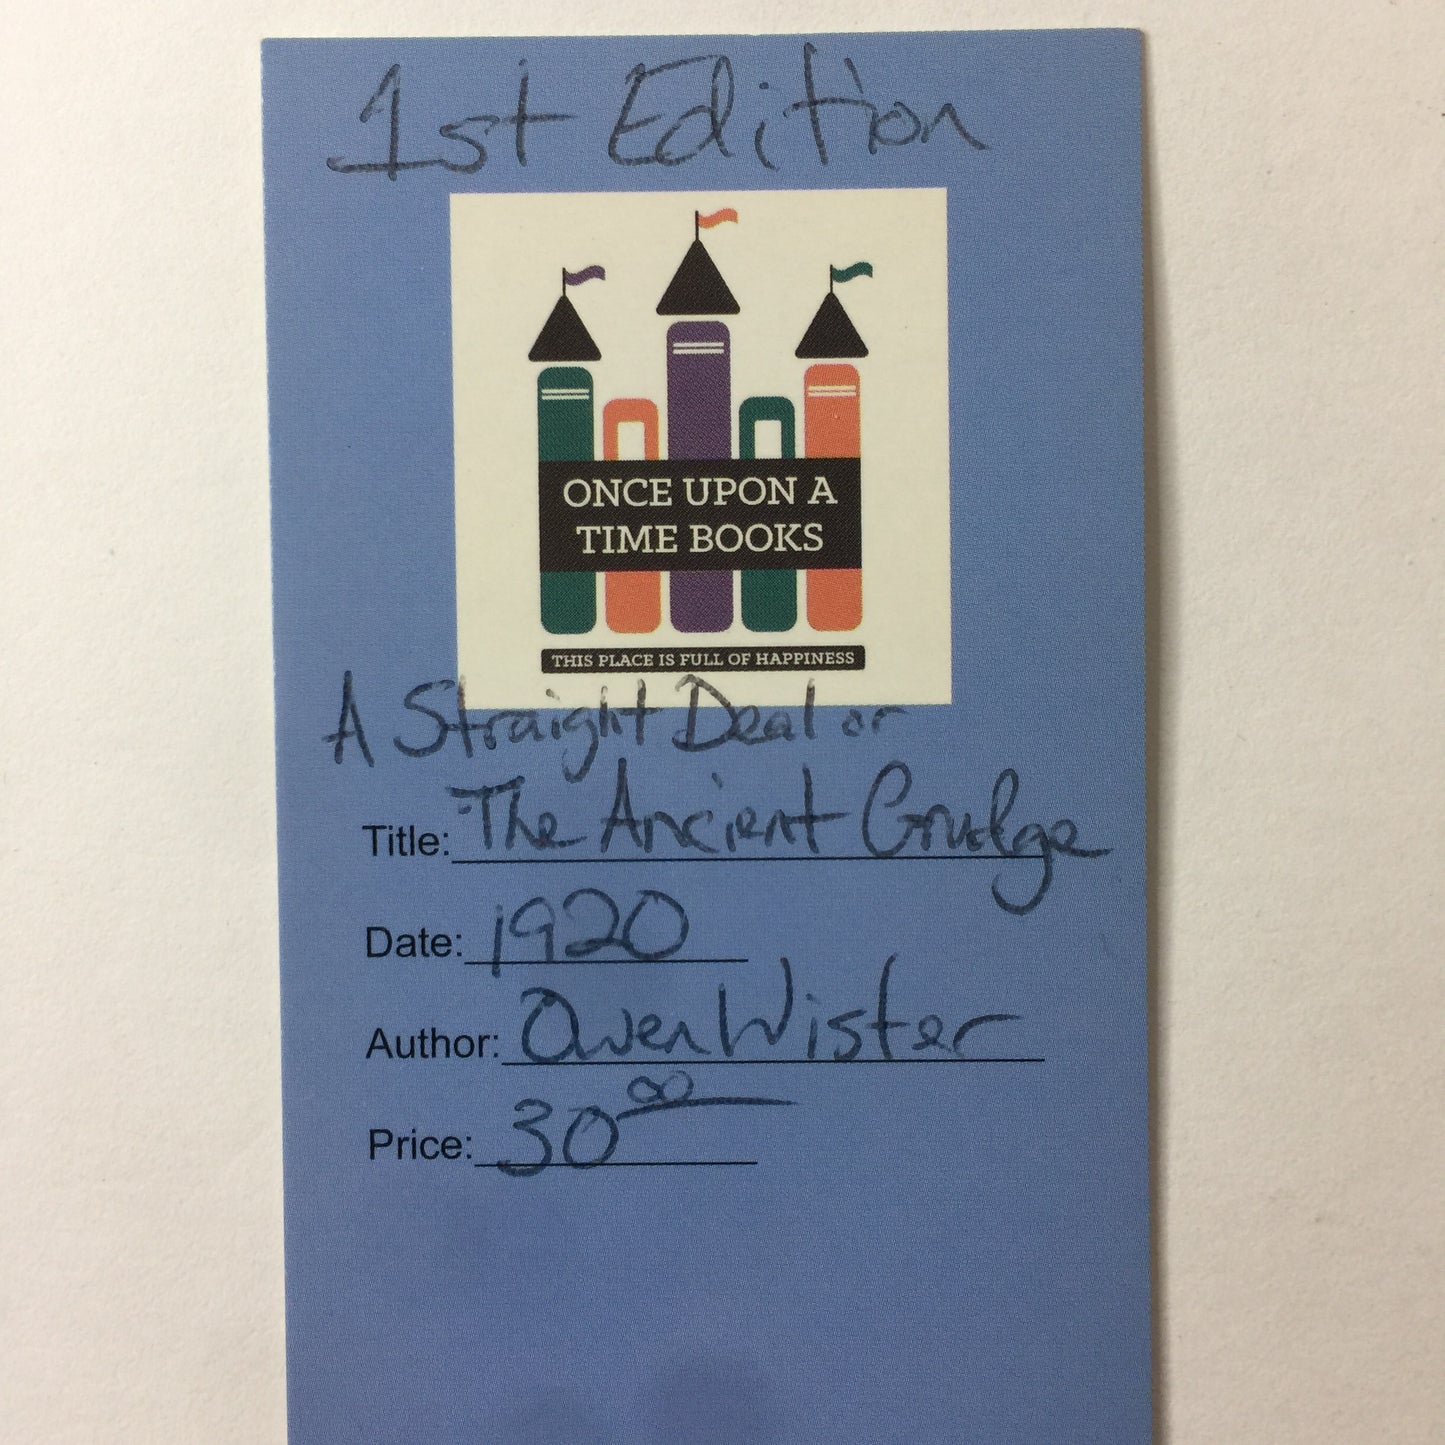 1st Edition
ONCE UPON A
TIME BOOKS
THIS PLACE IS FULL OF HAPPINESS
A Straight Deal or
Title: The Ancient Grudge
Date: 1920
Author: Owen Wister
Price: 30 00